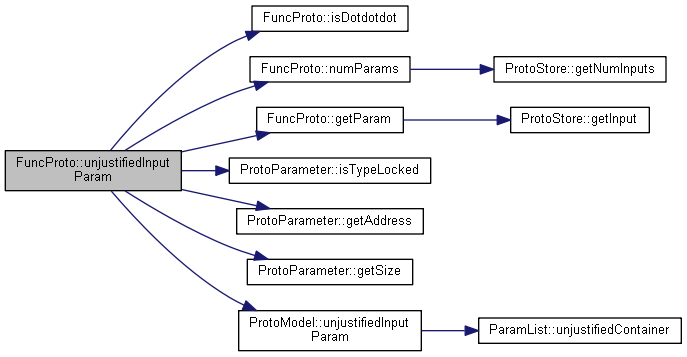 FuncProto::isDotdotdot
FuncProto::numParams
ProtoStore::getNumInputs
FuncProto::getParam
ProtoStore::getInput
FuncProto::unjustifiedInput
Param
ProtoParameter::isTypeLocked
ProtoParameter::getAddress
ProtoParameter::getSize
ProtoModel::unjustifiedInput
Param
ParamList::unjustifiedContainer